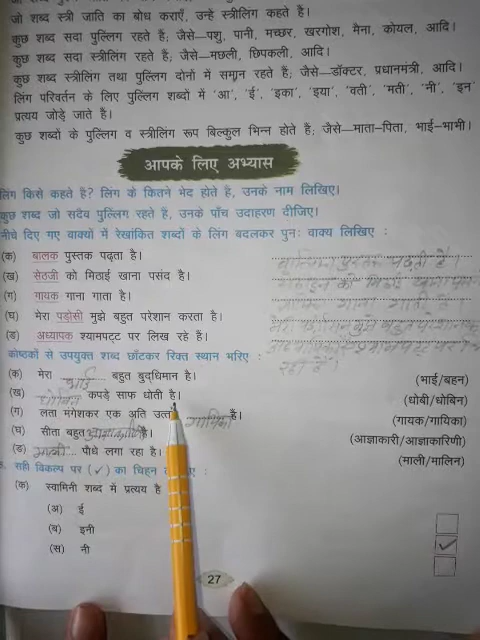 जो शब्द स्त्री जाति का बोध कराएँ, उन्हें स्त्रीलिंग कहते हैं।
कुछ शब्द सदा पुल्लिंग रहते हैं; जैसे—पशु, पानी, मच्छर, खरगोश, मैना, कोयल, आदि।
कुछ शब्द सदा स्त्रीलिंग रहते हैं; जैसे—मछली, छिपकली, आदि।
कुछ शब्द स्त्रीलिंग तथा पुल्लिंग दोनों में समान रहते हैं; जैसे—डॉक्टर, प्रधानमंत्री, आदि।
लिंग परिवर्तन के लिए पुल्लिंग शब्दों में 'आ', 'ई', 'इका', 'इया', 'वती', 'मती', 'नी', 'इन'
प्रत्यय जोड़े जाते हैं।
कुछ शब्दों के पुल्लिंग व स्त्रीलिंग रूप बिल्कुल भिन्न होते हैं; जैसे—माता-पिता, भाई-भाभी।
आपके लिए अभ्यास
लिंग किसे कहते हैं? लिंग के कितने भेद होते हैं, उनके नाम लिखिए।
कुछ शब्द जो सदैव पुल्लिंग रहते हैं, उनके पाँच उदाहरण दीजिए।
नीचे दिए गए वाक्यों में रेखांकित शब्दों के लिंग बदलकर पुनः वाक्य लिखिए :
(क) बालक पुस्तक पढ़ता है।
(ख) सेठजी को मिठाई खाना पसंद है।
(ग) गायक गाना गाता है।
(घ) मेरा पड़ोसी मुझे बहुत परेशान करता है।
(ङ) अध्यापक श्यामपट्ट पर लिख रहे हैं।
कोष्ठकों से उपयुक्त शब्द छाँटकर रिक्त स्थान भरिए :
(क) मेरा भाई बहुत बुद्धिमान है। (भाई/बहन)
(ख) धोबिन कपड़े साफ धोती है। (धोबी/धोबिन)
(ग) लता मंगेशकर एक अति उत्त गायिका है। (गायक/गायिका)
(घ) सीता बहुत है। (आज्ञाकारी/आज्ञाकारिणी)
(ङ) माली पौधे लगा रहा है। (माली/मालिन)
सही विकल्प पर (✓) का चिह्न :
(क) स्वामिनी शब्द में प्रत्यय है
(अ) ई
(ब) इनी ✓
(स) नी
27